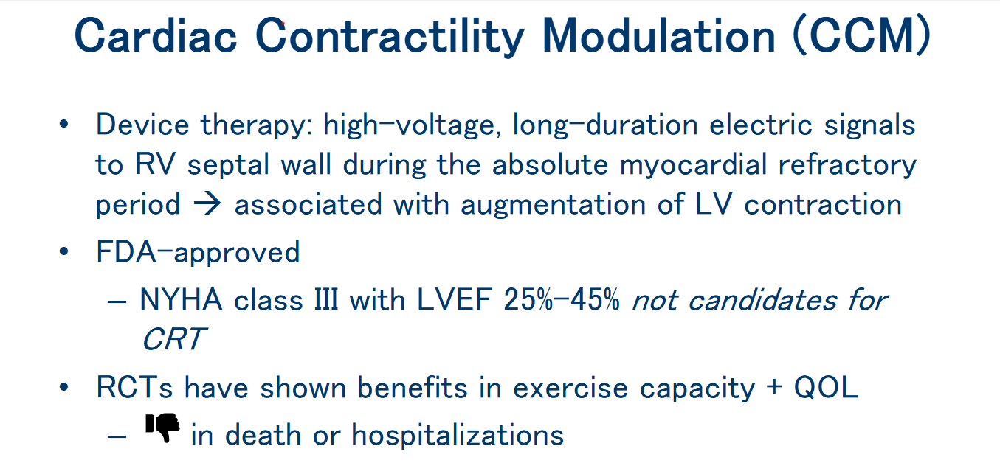 Cardiac Contractility Modulation (CCM)
• Device therapy: high-voltage, long-duration electric signals
to RV septal wall during the absolute myocardial refractory
period → associated with augmentation of LV contraction
• FDA-approved
– NYHA class III with LVEF 25%-45% not candidates for
CRT
• RCTs have shown benefits in exercise capacity + QOL
– 👎 in death or hospitalizations